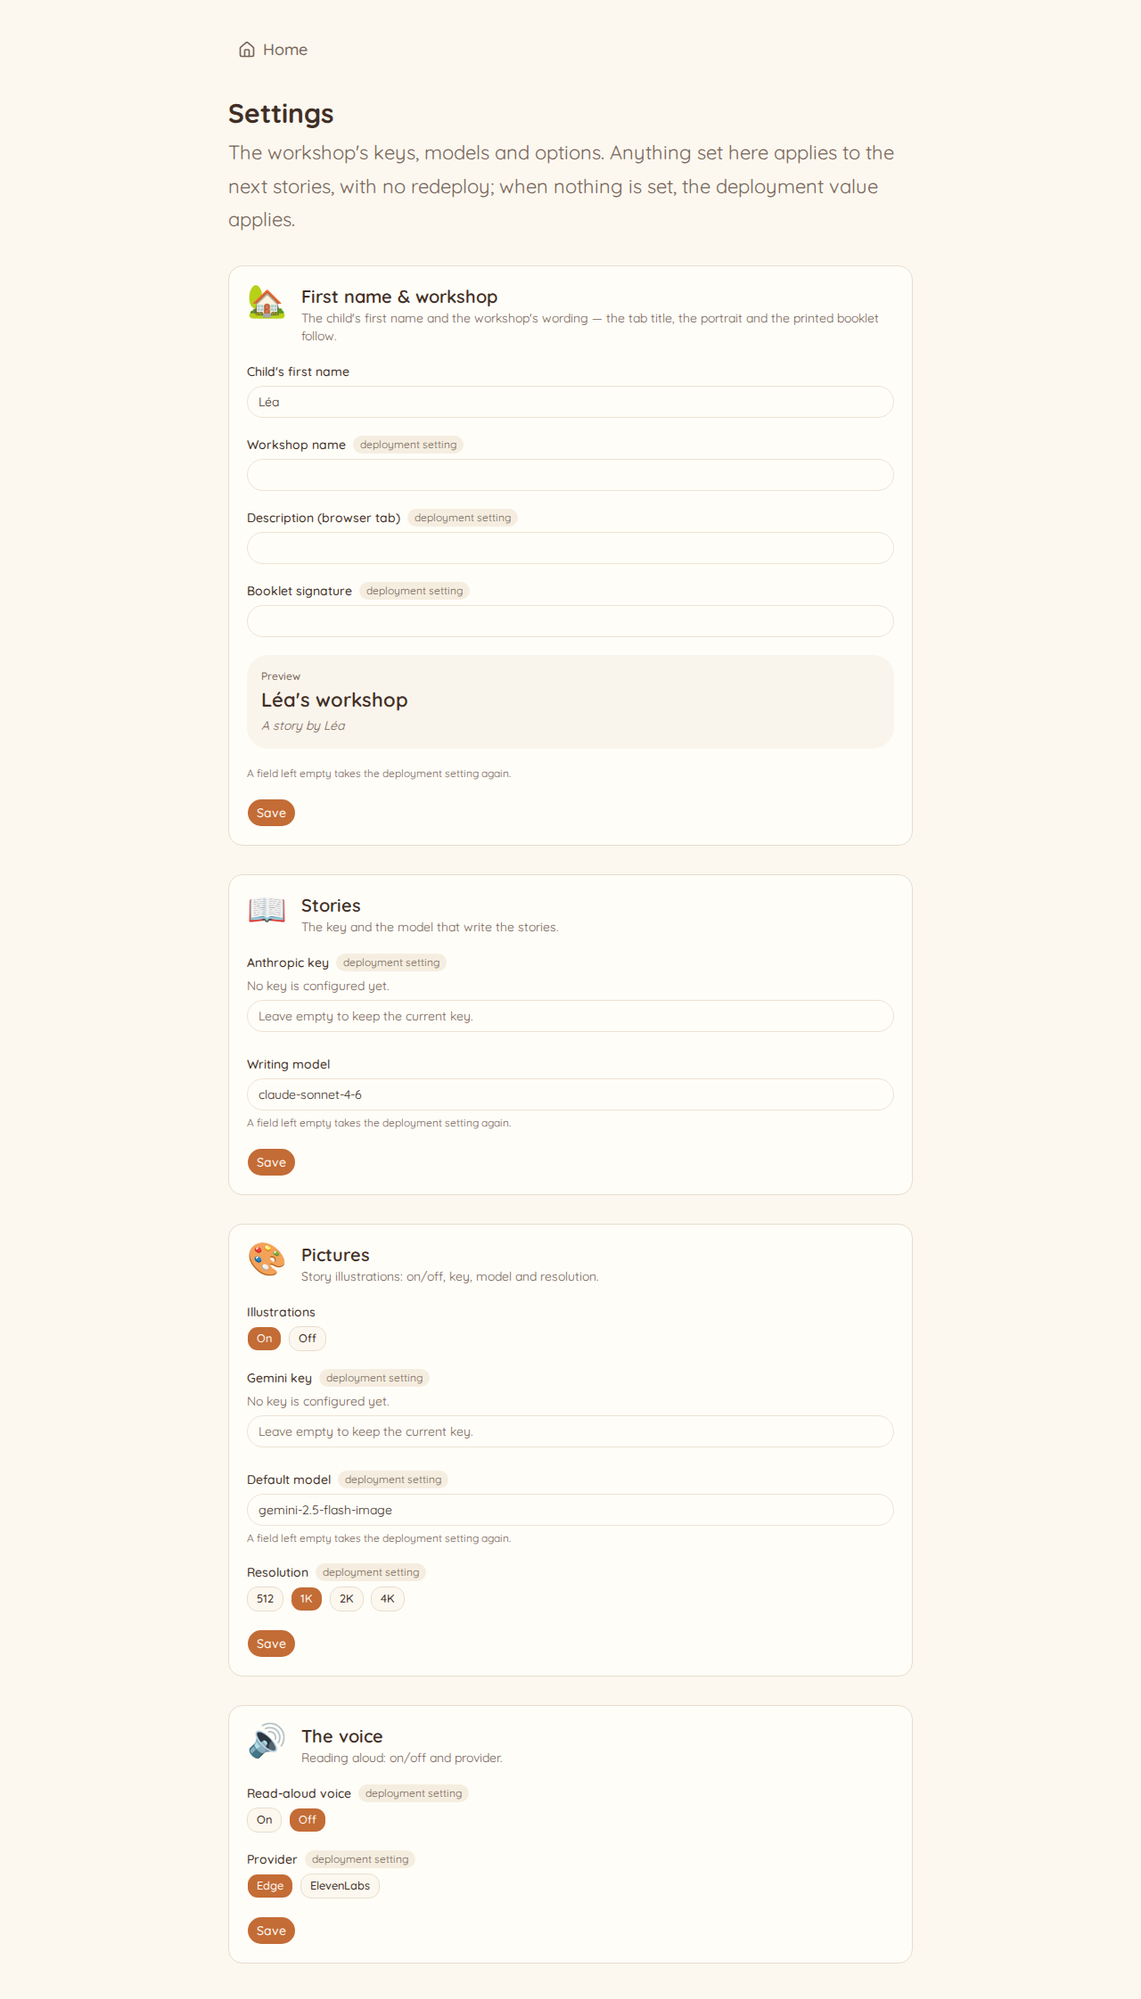 Home
Settings
The workshop's keys, models and options. Anything set here applies to the
next stories, with no redeploy; when nothing is set, the deployment value
applies.
First name & workshop
The child's first name and the workshop's wording — the tab title, the portrait and the printed booklet
follow.
Child's first name
Léa
Workshop name deployment setting
Description (browser tab) deployment setting
Booklet signature deployment setting
Preview
Léa's workshop
A story by Léa
A field left empty takes the deployment setting again.
Save
Stories
The key and the model that write the stories.
Anthropic key deployment setting
No key is configured yet.
Leave empty to keep the current key.
Writing model
claude-sonnet-4-6
A field left empty takes the deployment setting again.
Save
Pictures
Story illustrations: on/off, key, model and resolution.
Illustrations
On Off
Gemini key deployment setting
No key is configured yet.
Leave empty to keep the current key.
Default model deployment setting
gemini-2.5-flash-image
A field left empty takes the deployment setting again.
Resolution deployment setting
512 1K 2K 4K
Save
The voice
Reading aloud: on/off and provider.
Read-aloud voice deployment setting
On Off
Provider deployment setting
Edge ElevenLabs
Save